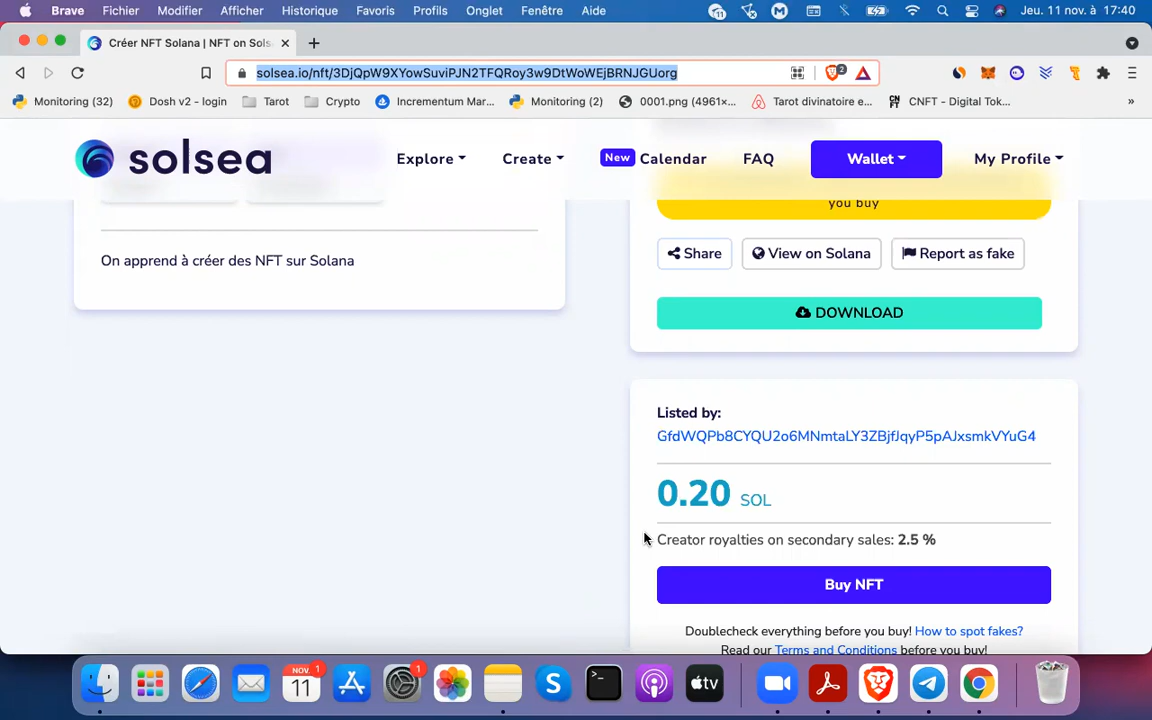 Brave Fichier Modifier Afficher Historique Favoris Profils Onglet Fenêtre Aide 11 Jeu. 11 nov. à 17:40
Créer NFT Solana | NFT on Sols
solsea.io/nft/3DjQpW9XYowSuviPJN2TFQRoy3w9DtWoWEjBRNJGUorg 2
Monitoring (32) Dosh v2 - login Tarot Crypto Incrementum Mar... Monitoring (2) 0001.png (4961×... Tarot divinatoire e... CNFT - Digital Tok... »
solsea Explore Create New Calendar FAQ Wallet My Profile
you buy
Share View on Solana Report as fake
On apprend à créer des NFT sur Solana
DOWNLOAD
Listed by:
GfdWQPb8CYQU2o6MNmtaLY3ZBjfJqyP5pAJxsmkVYuG4
0.20 SOL
Creator royalties on secondary sales: 2.5 %
Buy NFT
Doublecheck everything before you buy! How to spot fakes?
Read our Terms and Conditions before you buy!
NOV. 11 1 1 tv